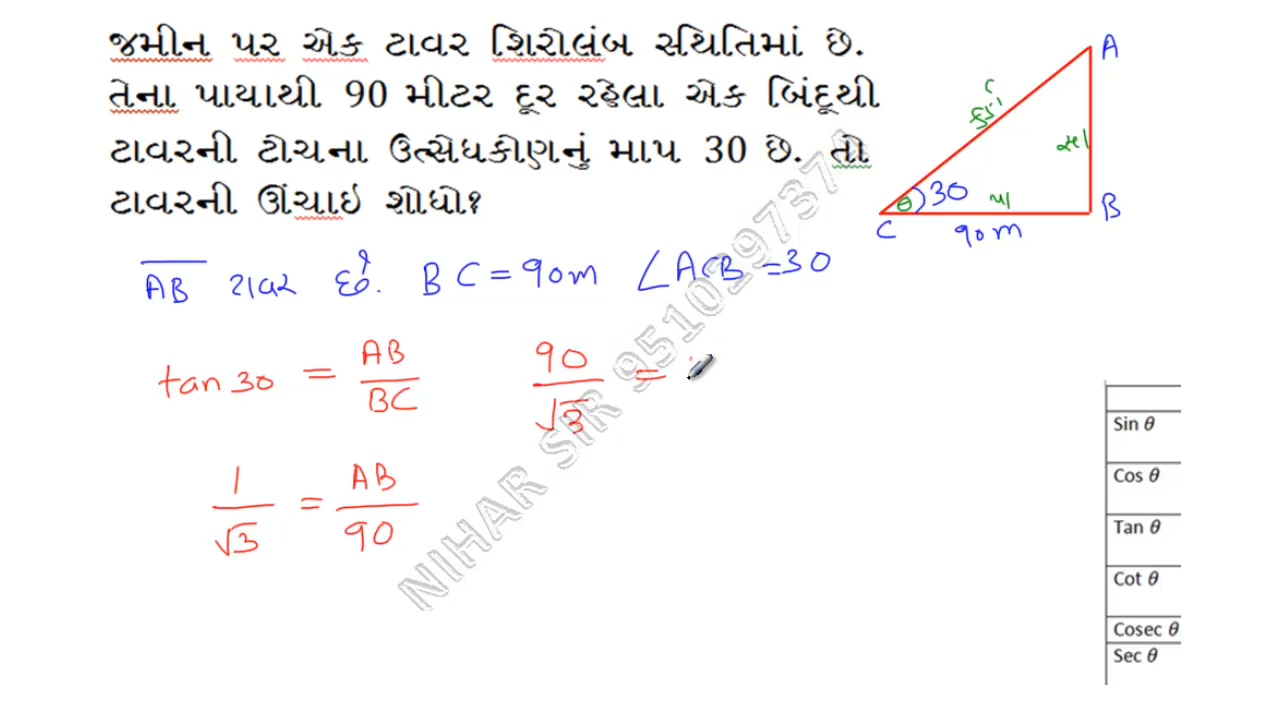 જમીન પર એક ટાવર શિરોલંબ સ્થિતિમાં છે.
તેના પાયાથી 90 મીટર દૂર રહેલા એક બિંદૂથી
ટાવરની ટોચના ઉત્સેધકોણનું માપ 30 છે. તો
ટાવરની ઊંચાઇ શોધો?
A
θ
30
B
C
90 m
AB ટાવર છે. BC = 90m ∠ACB = 30
tan 30 = AB/BC
90/√3 =
1/√3 = AB/90
NIHAR SIR 9510297374
Sin θ
Cos θ
Tan θ
Cot θ
Cosec θ
Sec θ